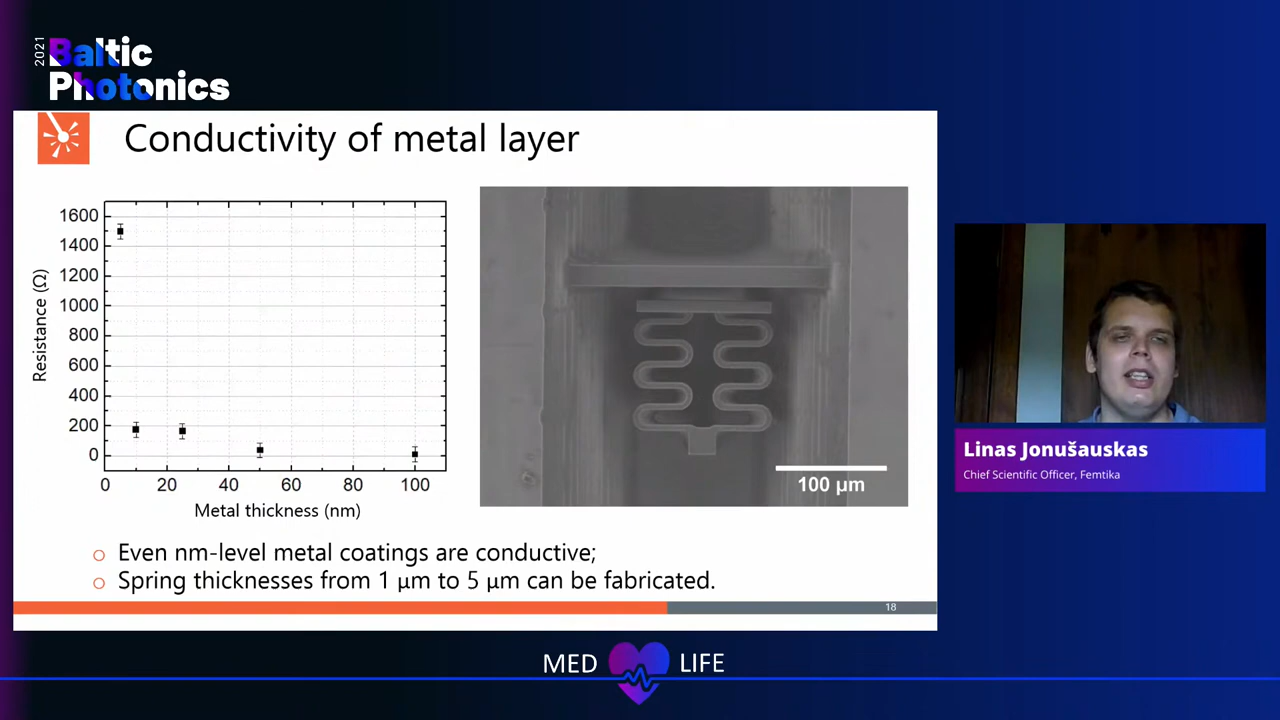 2021
Baltic
Photonics
Conductivity of metal layer
1600
1400
1200
1000
800
600
400
200
0
Resistance (Ω)
0 20 40 60 80 100
Metal thickness (nm)
100 µm
Even nm-level metal coatings are conductive;
Spring thicknesses from 1 µm to 5 µm can be fabricated.
18
Linas Jonušauskas
Chief Scientific Officer, Femtika
MED LIFE